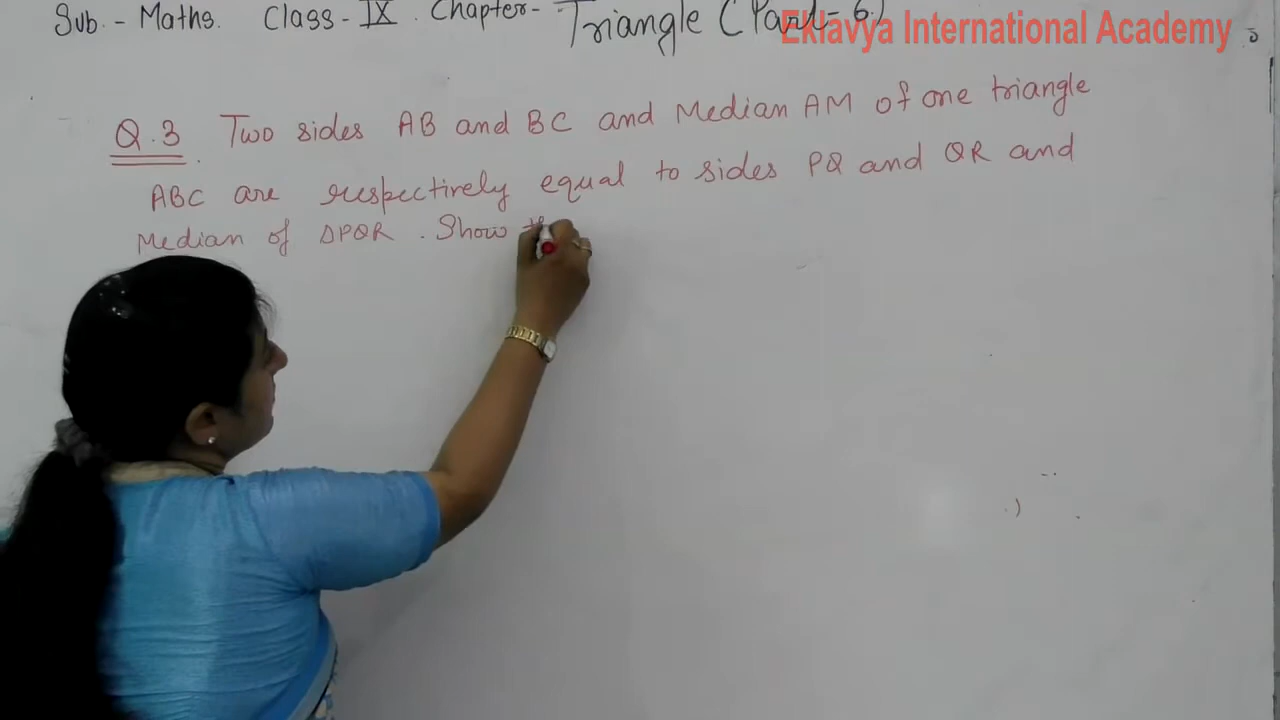 Sub. - Maths. Class - IX. Chapter - Triangle (Part - 6.)
Eklavya International Academy
Q.3. Two sides AB and BC and Median AM of one triangle
ABC are respectively equal to sides PQ and QR and
Median of ΔPQR. Show